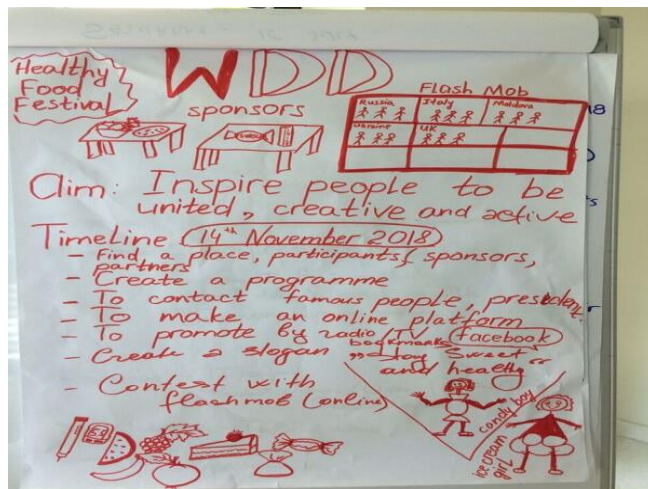 Healthy
Food
Festival
WDD
sponsors
Flash Mob
Russia Italy Moldova
Ukraine UK
Aim: Inspire people to be
united, creative and active
Timeline 14th November 2018
- Find a place, participants, sponsors,
partners
- Create a programme
- To contact famous people, president.
- To make an online platform
- To promote by radio, TV, facebook
bookmarks
- Create a slogan „Stay Sweet“
and healthy
- Contest with
flashmob (online)
candy boy
ice cream
girl
5.0
18